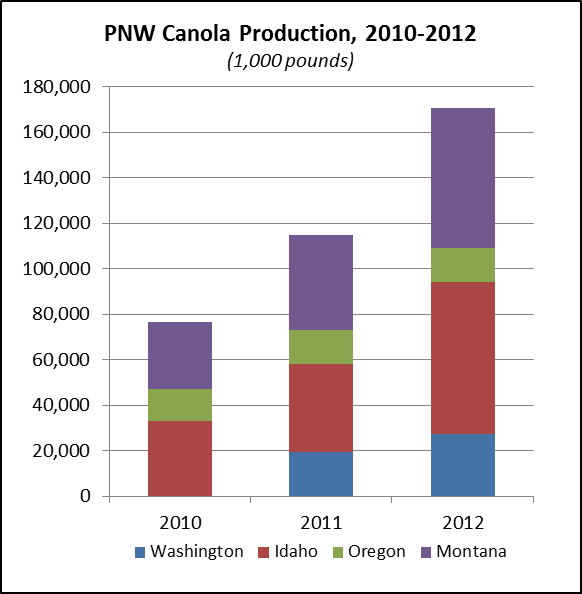 PNW Canola Production, 2010-2012
(1,000 pounds)
180,000
160,000
140,000
120,000
100,000
80,000
60,000
40,000
20,000
0
2010 2011 2012
Washington Idaho Oregon Montana